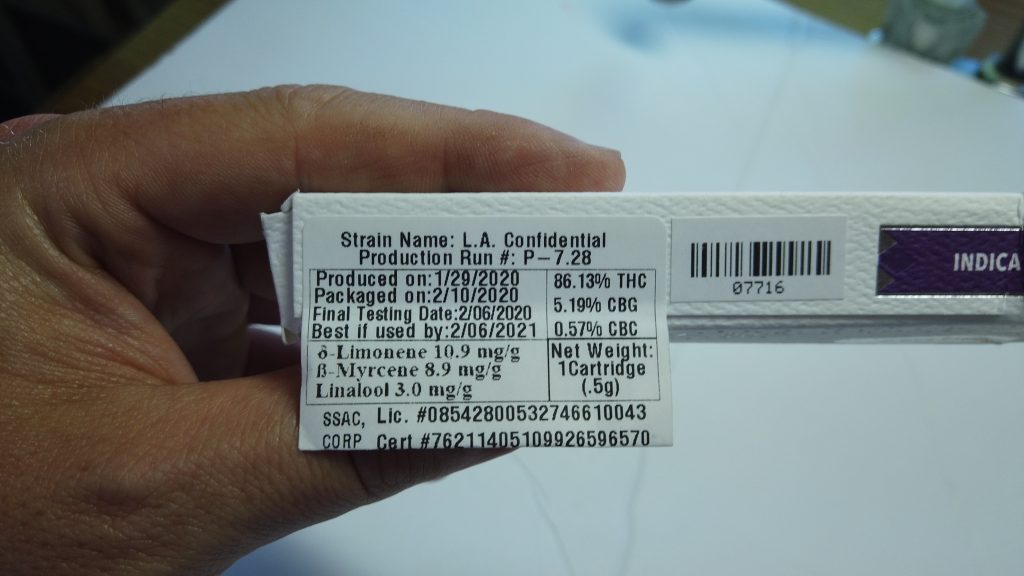 Strain Name: L.A. Confidential
Production Run #: P-7.28
Produced on:1/29/2020
Packaged on:2/10/2020
Final Testing Date:2/06/2020
Best if used by:2/06/2021
86.13% THC
5.19% CBG
0.57% CBC
ծ-Limonene 10.9 mg/g
ß-Myrcene 8.9 mg/g
Linalool 3.0 mg/g
Net Weight:
1Cartridge
(.5g)
SSAC, Lic. #08542800532746610043
CORP Cert #76211405109926596570
07716
INDICA